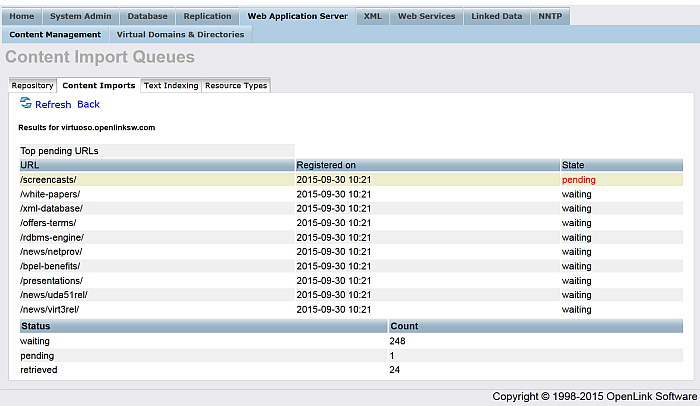 Home System Admin Database Replication Web Application Server XML Web Services Linked Data NNTP
Content Management Virtual Domains & Directories
Content Import Queues
Repository Content Imports Text Indexing Resource Types
Refresh Back
Results for virtuoso.openlinksw.com
Top pending URLs
URL Registered on State
/screencasts/ 2015-09-30 10:21 pending
/white-papers/ 2015-09-30 10:21 waiting
/xml-database/ 2015-09-30 10:21 waiting
/offers-terms/ 2015-09-30 10:21 waiting
/rdbms-engine/ 2015-09-30 10:21 waiting
/news/netprov/ 2015-09-30 10:21 waiting
/bpel-benefits/ 2015-09-30 10:21 waiting
/presentations/ 2015-09-30 10:21 waiting
/news/uda51rel/ 2015-09-30 10:21 waiting
/news/virt3rel/ 2015-09-30 10:21 waiting
Status Count
waiting 248
pending 1
retrieved 24
Copyright © 1998-2015 OpenLink Software